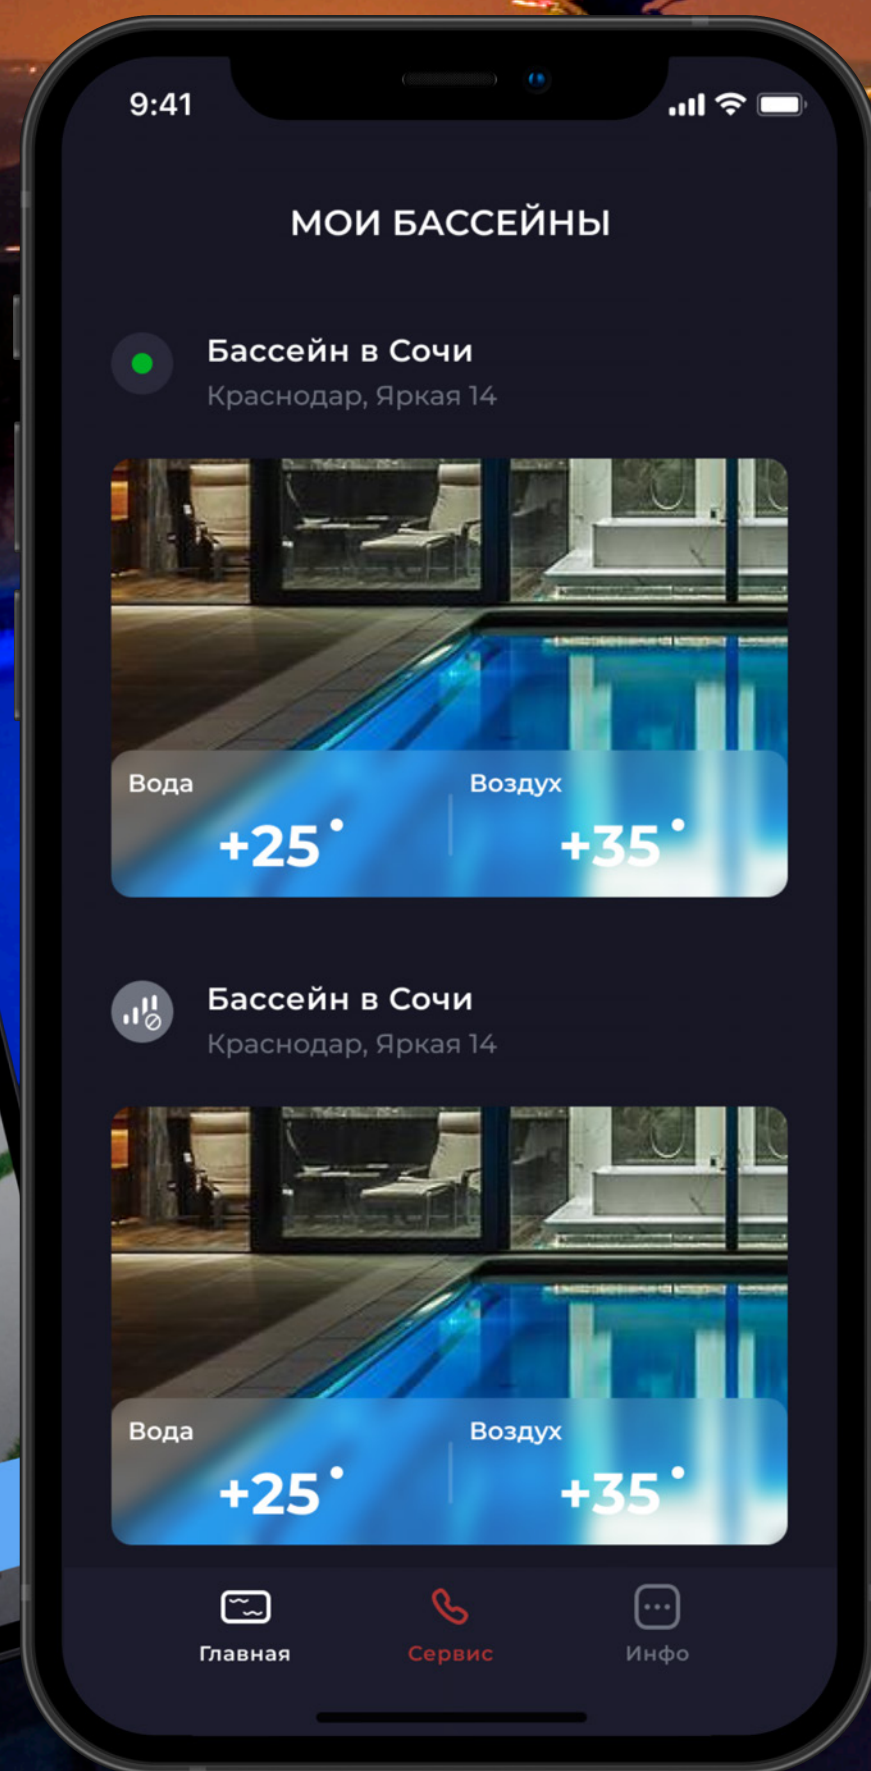 9:41
МОИ БАССЕЙНЫ
Бассейн в Сочи
Краснодар, Яркая 14
Вода
Воздух
+25°
+35°
Бассейн в Сочи
Краснодар, Яркая 14
Вода
Воздух
+25°
+35°
Главная
Сервис
Инфо